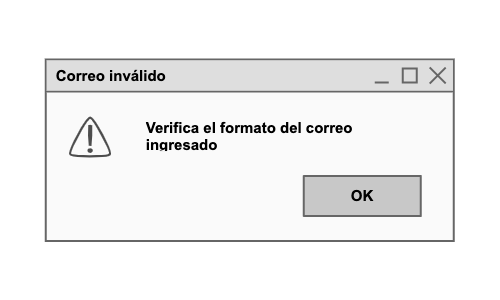 Correo inválido
Verifica el formato del correo
ingresado
OK